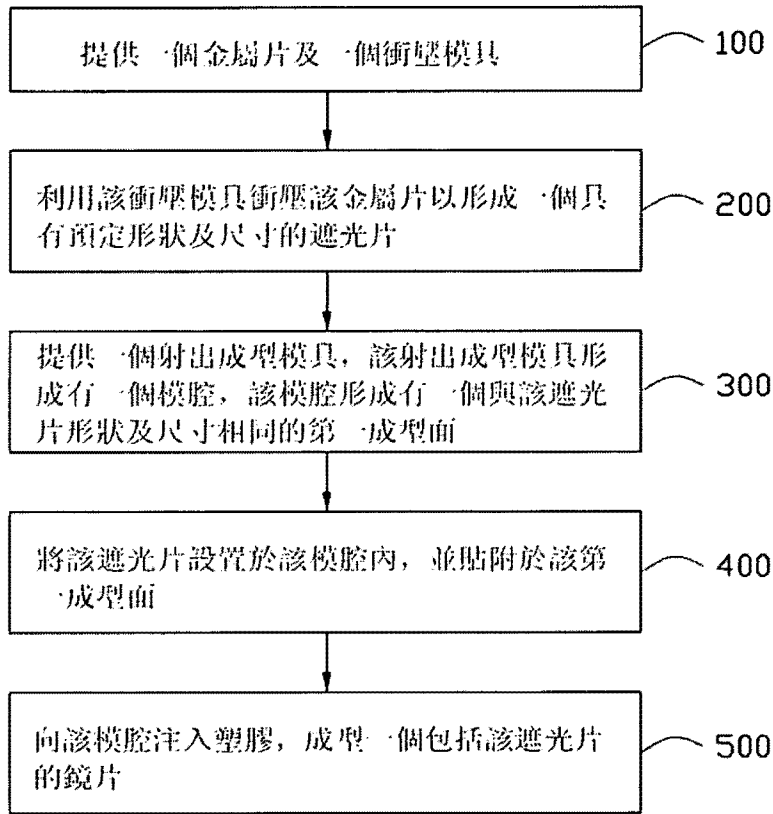 提供一個金屬片及一個衝壓模具
100
利用該衝壓模具衝壓該金屬片以形成一個具
有預定形狀及尺寸的遮光片
200
提供一個射出成型模具，該射出成型模具形
成有一個模腔，該模腔形成有一個與該遮光
片形狀及尺寸相同的第一成型面
300
將該遮光片設置於該模腔內，並貼附於該第
一成型面
400
向該模腔注入塑膠，成型一個包括該遮光片
的鏡片
500